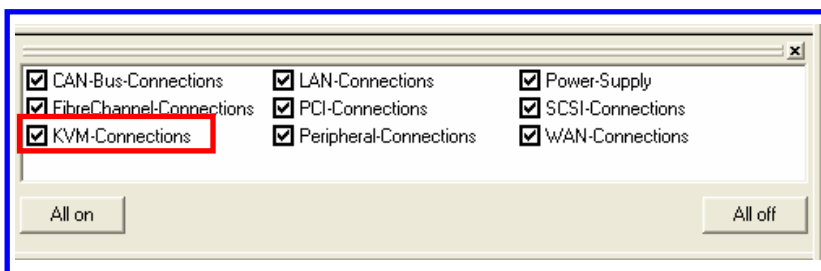 CAN-Bus-Connections LAN-Connections Power-Supply
FibreChannel-Connections PCI-Connections SCSI-Connections
KVM-Connections Peripheral-Connections WAN-Connections
All on All off